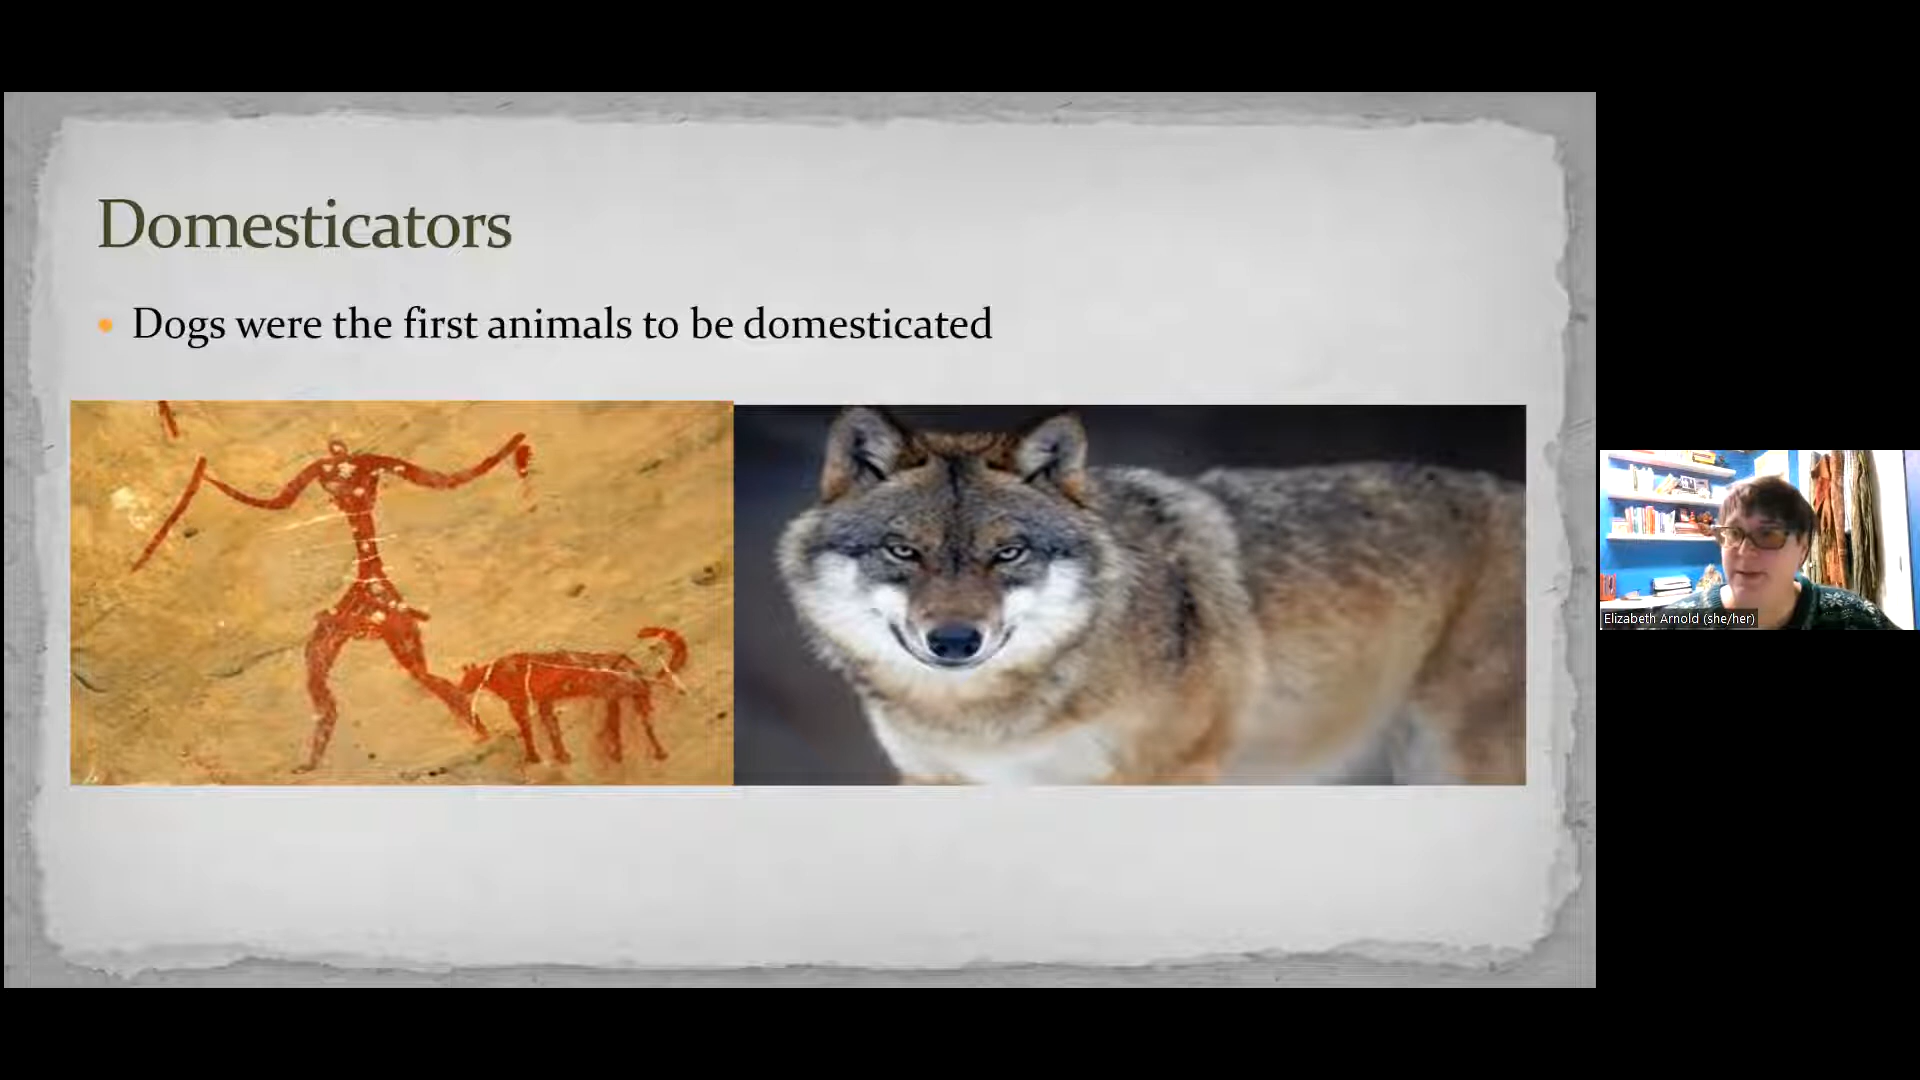 Domesticators
Dogs were the first animals to be domesticated
Elizabeth Arnold (she/her)